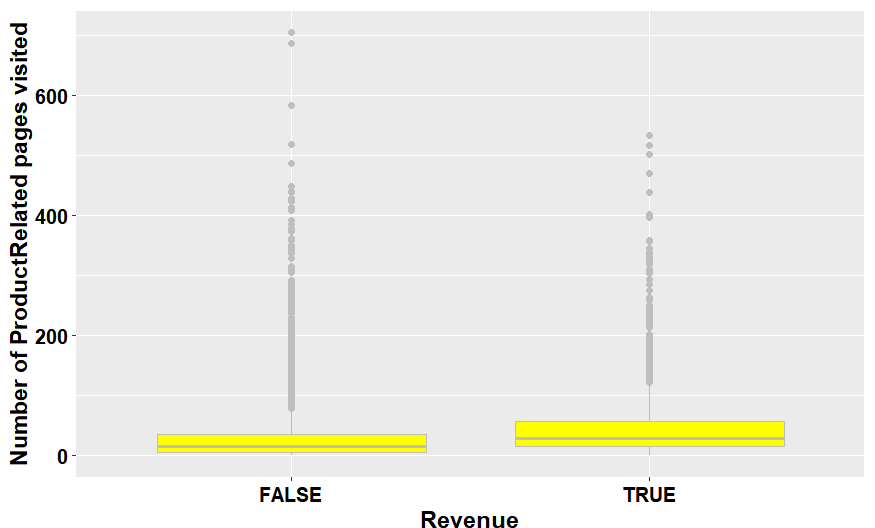 Number of ProductRelated pages visited
600
400
200
0
FALSE
TRUE
Revenue